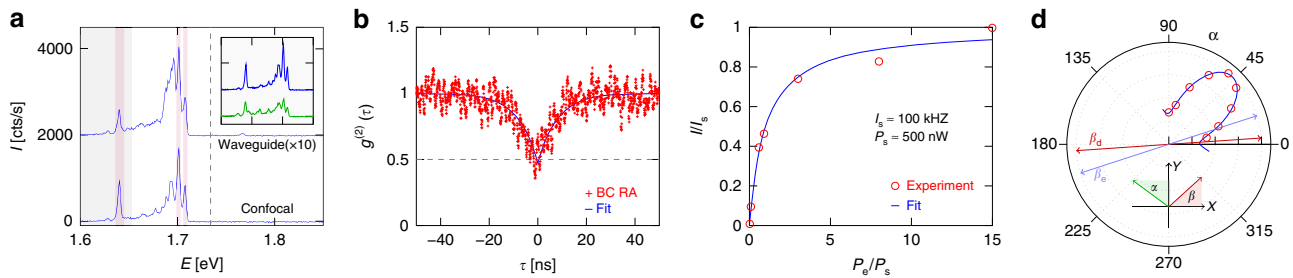 a
4000
2000
0
I [cts/s]
Waveguide(×10)
Confocal
1.6
1.7
1.8
E [eV]
b
1.5
1
0.5
0
g(2) (τ)
+ BC RA
– Fit
−40
−20
0
20
40
τ [ns]
c
1
0.8
0.6
0.4
0.2
0
I/Is
Is = 100 kHZ
Ps = 500 nW
Experiment
– Fit
0
5
10
15
Pe/Ps
d
90
α
135
45
180
0
βd
βe
Y
α
β
X
225
315
270